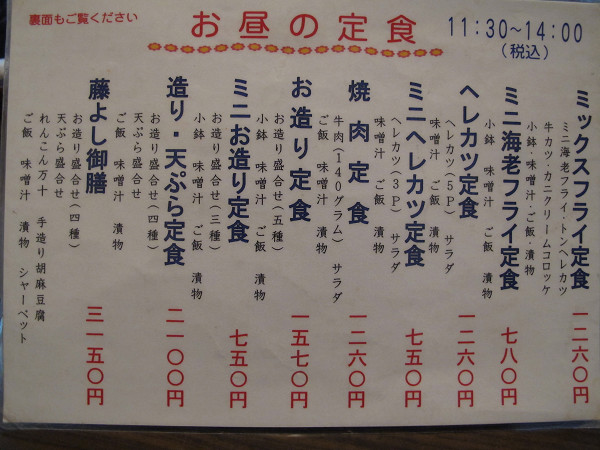 裏面もご覧ください
お昼の定食
11:30~14:00
(税込)
ミックスフライ定食 一二六〇円
ミニ海老フライ・トンヘレカツ
牛カツ・カニクリームコロッケ
小鉢・味噌汁・ご飯・漬物
ミニ海老フライ定食 七八〇円
小鉢 味噌汁 ご飯 漬物
ヘレカツ定食 一二六〇円
ヘレカツ(5P) サラダ
味噌汁 ご飯 漬物
ミニヘレカツ定食 七五〇円
ヘレカツ(3P) サラダ
味噌汁 ご飯 漬物
焼肉定食 一二六〇円
牛肉(140グラム) サラダ
ご飯 味噌汁 漬物
お造り定食 一五七〇円
お造り盛合せ(五種)
小鉢 味噌汁 ご飯 漬物
ミニお造り定食 七五〇円
お造り盛合せ(三種)
小鉢 味噌汁 ご飯 漬物
造り・天ぷら定食 二一〇〇円
お造り盛合せ(四種)
天ぷら盛合せ
ご飯 味噌汁 漬物
藤よし御膳 三一五〇円
お造り盛合せ(四種)
天ぷら盛合せ
れんこん万十 手造り胡麻豆腐
ご飯 味噌汁 漬物 シャーベット